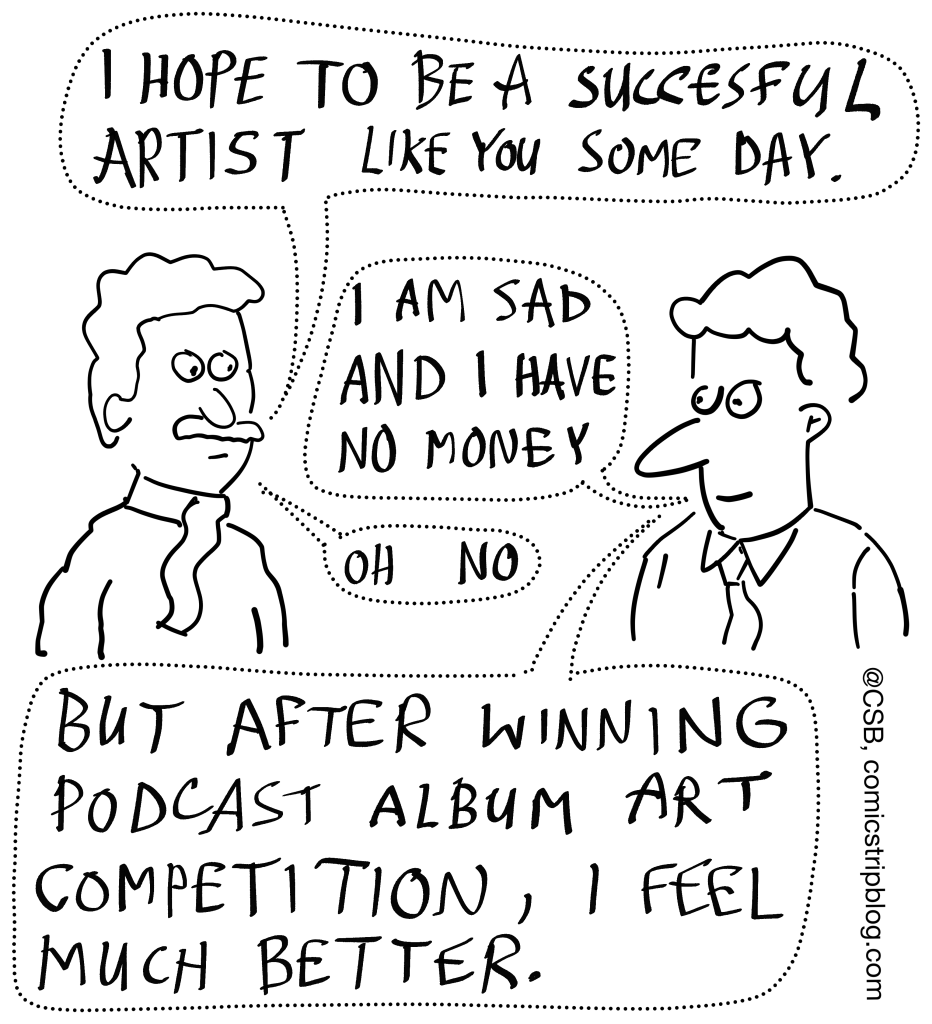 I HOPE TO BE A SUCCESFUL
ARTIST LIKE YOU SOME DAY.
I AM SAD
AND I HAVE
NO MONEY
OH NO
BUT AFTER WINNING
PODCAST ALBUM ART
COMPETITION, I FEEL
MUCH BETTER.
@CSB, comicstripblog.com